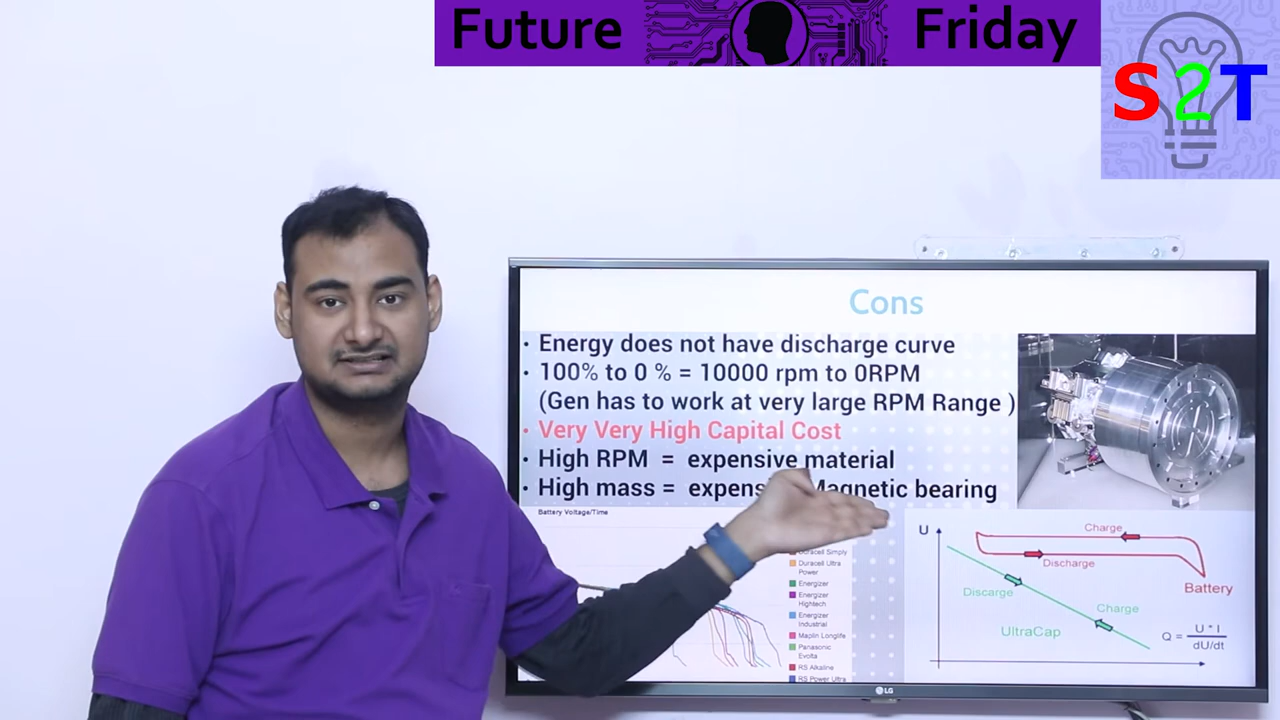 Future Friday
S2T
Cons
• Energy does not have discharge curve
• 100% to 0 % = 10000 rpm to 0RPM
(Gen has to work at very large RPM Range )
• Very Very High Capital Cost
• High RPM = expensive material
• High mass = expens Magnetic bearing
Battery Voltage/Time
Duracell Simply
Duracell Ultra
Power
Energizer
Energizer
Hightech
Energizer
Industrial
Maplin Longlife
Panasonic
Evolta
RS Alkaline
RS Power Ultra
U
Charge
Discharge
Battery
Discarge
Charge
UltraCap
Q = U * I
dU/dt
LG